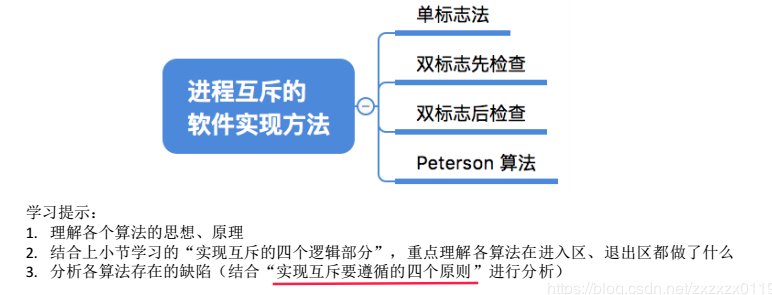 单标志法
双标志先检查
进程互斥的
软件实现方法
双标志后检查
Peterson 算法
学习提示：
1. 理解各个算法的思想、原理
2. 结合上小节学习的“实现互斥的四个逻辑部分”，重点理解各算法在进入区、退出区都做了什么
3. 分析各算法存在的缺陷（结合“实现互斥要遵循的四个原则”进行分析）
https://blog.csdn.net/zxzxzx0119